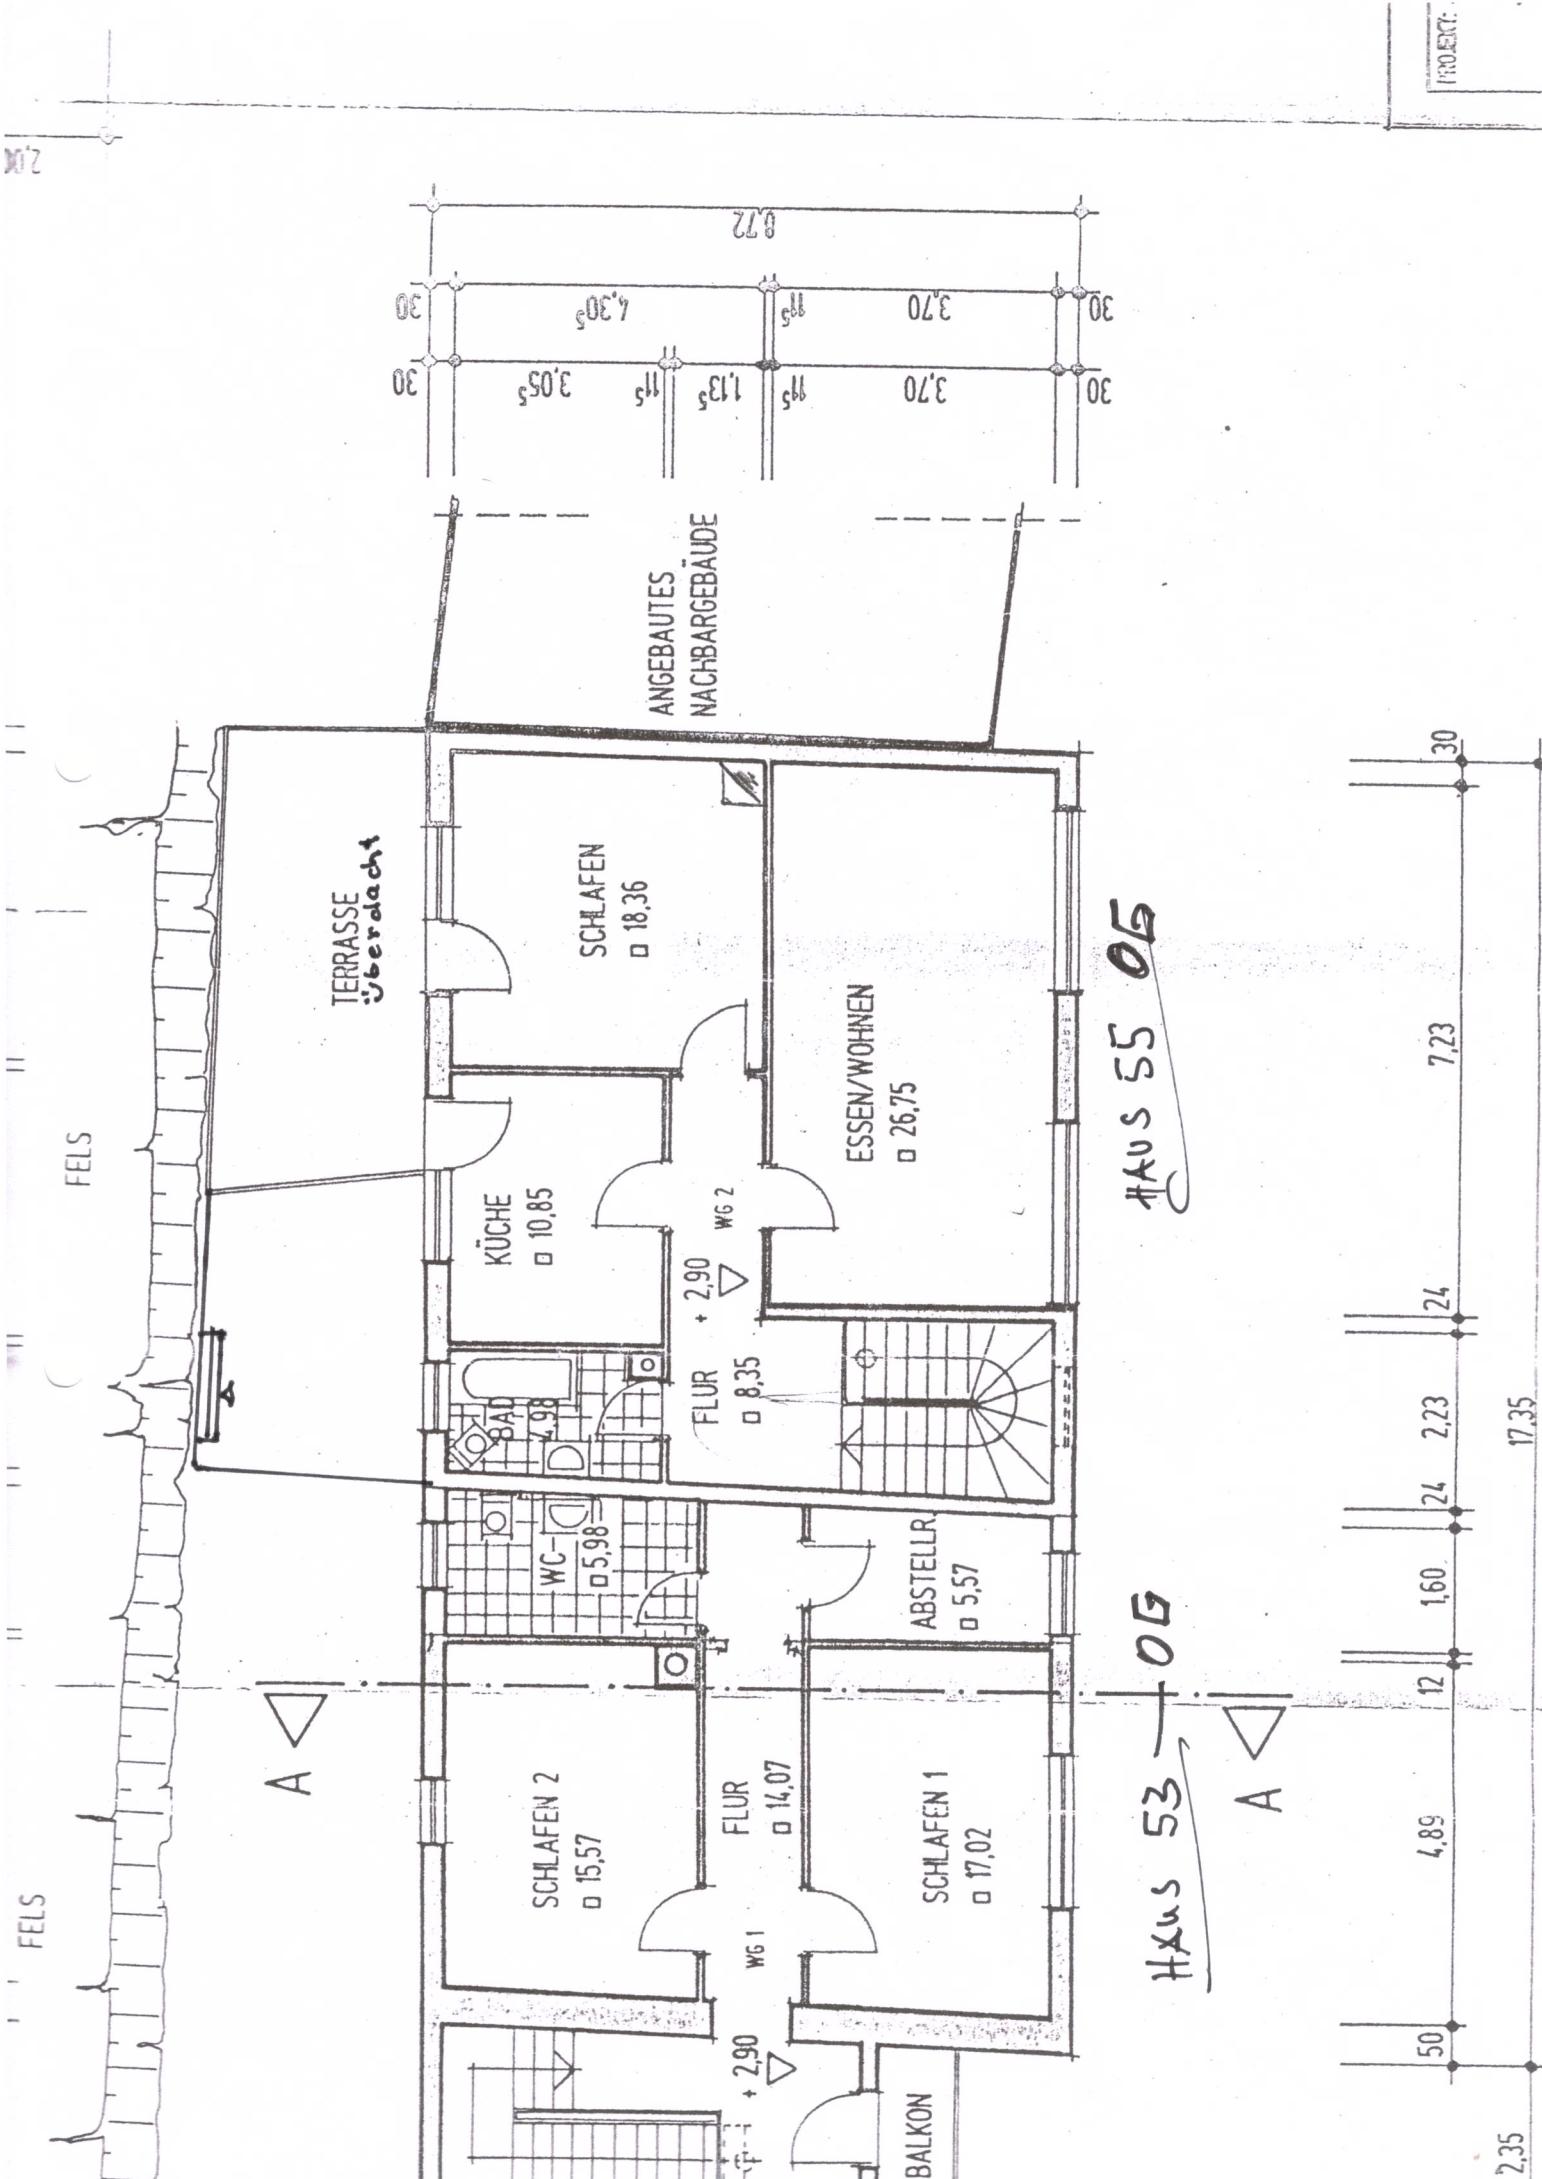 PROJEKT:
2,00
8,72
30
4,30⁵
11⁵
3,70
30
30
3,05⁵
11⁵
1,13⁵
11⁵
3,70
30
ANGEBAUTES
NACHBARGEBÄUDE
FELS
TERRASSE
überdacht
SCHLAFEN
18,36
ESSEN/WOHNEN
26,75
KÜCHE
10,85
WG 2
+ 2,90
FLUR
8,35
BAD
4,98
HAUS 55 OG
WC
5,98
ABSTELLR.
5,57
A
SCHLAFEN 2
15,57
FLUR
14,07
SCHLAFEN 1
17,02
WG 1
+ 2,90
BALKON
HAUS 53 — OG
A
FELS
30
7,23
24
2,23
24
1,60
12
4,89
50
17,35
2,35